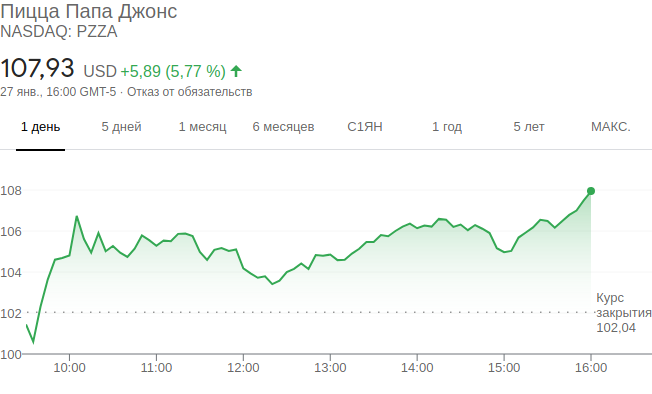 Пицца Папа Джонс
NASDAQ: PZZA
107,93 USD +5,89 (5,77 %)
27 янв., 16:00 GMT-5 · Отказ от обязательств
1 день 5 дней 1 месяц 6 месяцев С1ЯН 1 год 5 лет МАКС.
108
106
104
102
100
Курс
закрытия
102,04
10:00 11:00 12:00 13:00 14:00 15:00 16:00